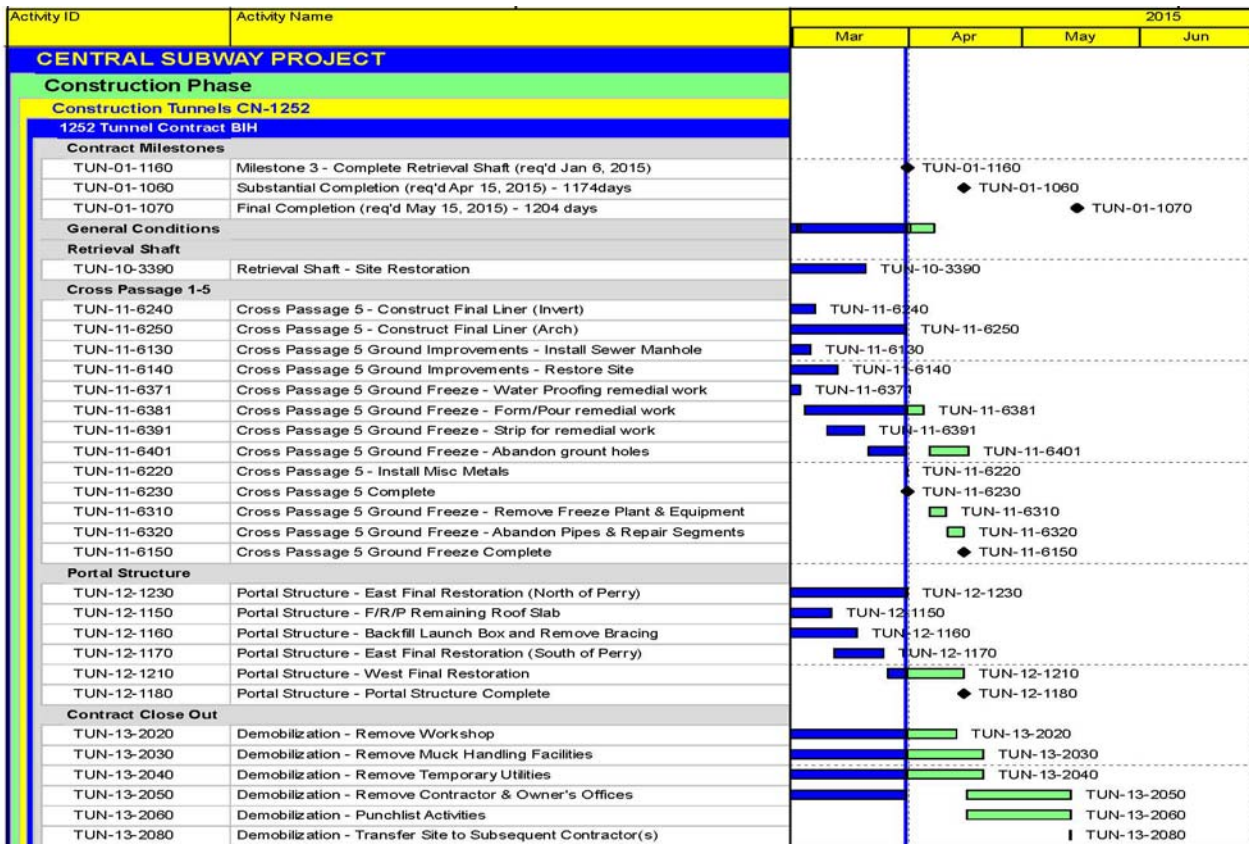 Activity ID Activity Name 2015
Mar Apr May Jun
CENTRAL SUBWAY PROJECT
Construction Phase
Construction Tunnels CN-1252
1252 Tunnel Contract BIH
Contract Milestones
TUN-01-1160 Milestone 3 - Complete Retrieval Shaft (req'd Jan 6, 2015) TUN-01-1160
TUN-01-1060 Substantial Completion (req'd Apr 15, 2015) - 1174days TUN-01-1060
TUN-01-1070 Final Completion (req'd May 15, 2015) - 1204 days TUN-01-1070
General Conditions
Retrieval Shaft
TUN-10-3390 Retrieval Shaft - Site Restoration TUN-10-3390
Cross Passage 1-5
TUN-11-6240 Cross Passage 5 - Construct Final Liner (Invert) TUN-11-6240
TUN-11-6250 Cross Passage 5 - Construct Final Liner (Arch) TUN-11-6250
TUN-11-6130 Cross Passage 5 Ground Improvements - Install Sewer Manhole TUN-11-6130
TUN-11-6140 Cross Passage 5 Ground Improvements - Restore Site TUN-11-6140
TUN-11-6371 Cross Passage 5 Ground Freeze - Water Proofing remedial work TUN-11-6371
TUN-11-6381 Cross Passage 5 Ground Freeze - Form/Pour remedial work TUN-11-6381
TUN-11-6391 Cross Passage 5 Ground Freeze - Strip for remedial work TUN-11-6391
TUN-11-6401 Cross Passage 5 Ground Freeze - Abandon grount holes TUN-11-6401
TUN-11-6220 Cross Passage 5 - Install Misc Metals TUN-11-6220
TUN-11-6230 Cross Passage 5 Complete TUN-11-6230
TUN-11-6310 Cross Passage 5 Ground Freeze - Remove Freeze Plant & Equipment TUN-11-6310
TUN-11-6320 Cross Passage 5 Ground Freeze - Abandon Pipes & Repair Segments TUN-11-6320
TUN-11-6150 Cross Passage 5 Ground Freeze Complete TUN-11-6150
Portal Structure
TUN-12-1230 Portal Structure - East Final Restoration (North of Perry) TUN-12-1230
TUN-12-1150 Portal Structure - F/R/P Remaining Roof Slab TUN-12-1150
TUN-12-1160 Portal Structure - Backfill Launch Box and Remove Bracing TUN-12-1160
TUN-12-1170 Portal Structure - East Final Restoration (South of Perry) TUN-12-1170
TUN-12-1210 Portal Structure - West Final Restoration TUN-12-1210
TUN-12-1180 Portal Structure - Portal Structure Complete TUN-12-1180
Contract Close Out
TUN-13-2020 Demobilization - Remove Workshop TUN-13-2020
TUN-13-2030 Demobilization - Remove Muck Handling Facilities TUN-13-2030
TUN-13-2040 Demobilization - Remove Temporary Utilities TUN-13-2040
TUN-13-2050 Demobilization - Remove Contractor & Owner's Offices TUN-13-2050
TUN-13-2060 Demobilization - Punchlist Activities TUN-13-2060
TUN-13-2080 Demobilization - Transfer Site to Subsequent Contractor(s) TUN-13-2080